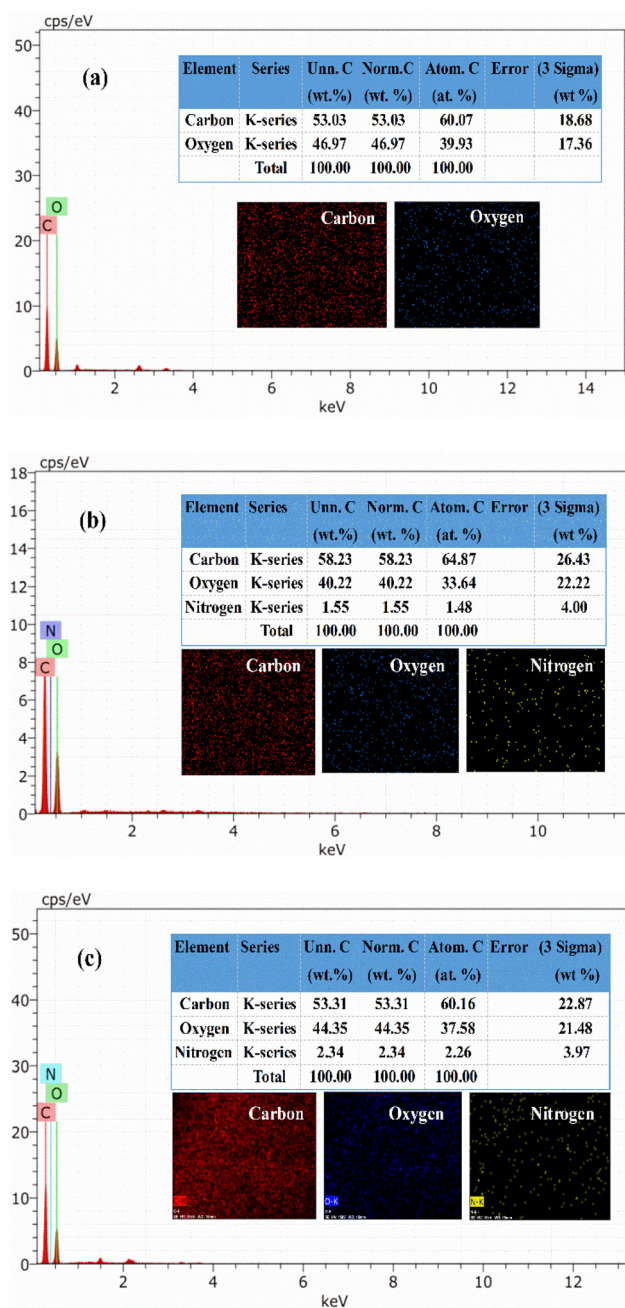 cps/eV
50
40
30
20
10
0
2
4
6
8
10
12
14
keV
(a)
O
C
Element Series Unn. C Norm.C Atom. C Error (3 Sigma)
(wt.%) (wt. %) (at. %) (wt %)
Carbon K-series 53.03 53.03 60.07 18.68
Oxygen K-series 46.97 46.97 39.93 17.36
Total 100.00 100.00 100.00
Carbon
Oxygen
cps/eV
18
16
14
12
10
8
6
4
2
0
2
4
6
8
10
keV
(b)
N
O
C
Element Series Unn. C Norm. C Atom. C Error (3 Sigma)
(wt.%) (wt. %) (at. %) (wt %)
Carbon K-series 58.23 58.23 64.87 26.43
Oxygen K-series 40.22 40.22 33.64 22.22
Nitrogen K-series 1.55 1.55 1.48 4.00
Total 100.00 100.00 100.00
Carbon
Oxygen
Nitrogen
cps/eV
50
40
30
20
10
0
2
4
6
8
10
12
keV
(c)
N
O
C
Element Series Unn. C Norm. C Atom. C Error (3 Sigma)
(wt.%) (wt. %) (at. %) (wt %)
Carbon K-series 53.31 53.31 60.16 22.87
Oxygen K-series 44.35 44.35 37.58 21.48
Nitrogen K-series 2.34 2.34 2.26 3.97
Total 100.00 100.00 100.00
Carbon
Oxygen
Nitrogen
O-K
N-K